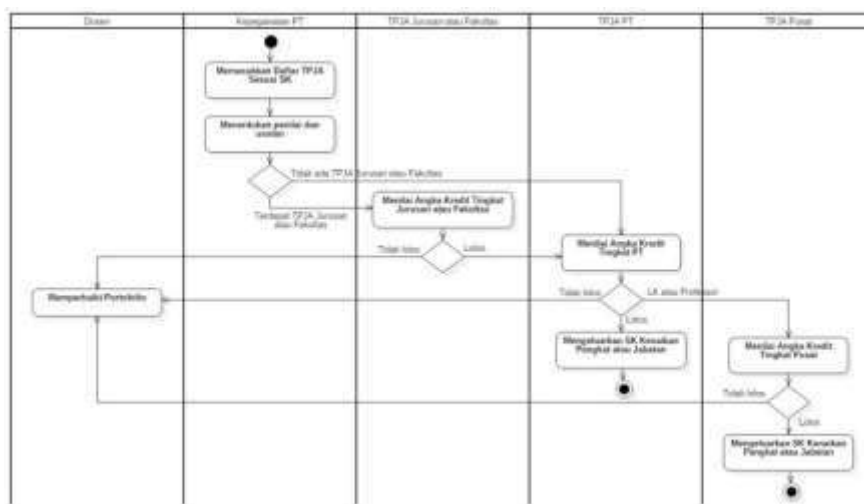 Dosen
Kepegawaian PT
TPJA Jurusan atau Fakultas
TPJA PT
TPJA Pusat
Memasukkan Daftar TPJA
Sesuai SK
Menentukan penilai dan
Tidak ada TPJA Jurusan atau Fakultas
Terdapat TPJA Jurusan
atau Fakultas
Menilai Angka Kredit Tingkat
Jurusan atau Fakultas
Tidak lolos
Lolos
Menilai Angka Kredit
Tingkat PT
Memperbaiki Portofolio
Tidak lolos
LK atau Profesor
Lolos
Mengeluarkan SK Kenaikan
Pangkat atau Jabatan
Menilai Angka Kredit
Tingkat Pusat
Tidak lolos
Lolos
Mengeluarkan SK Kenaikan
Pangkat atau Jabatan